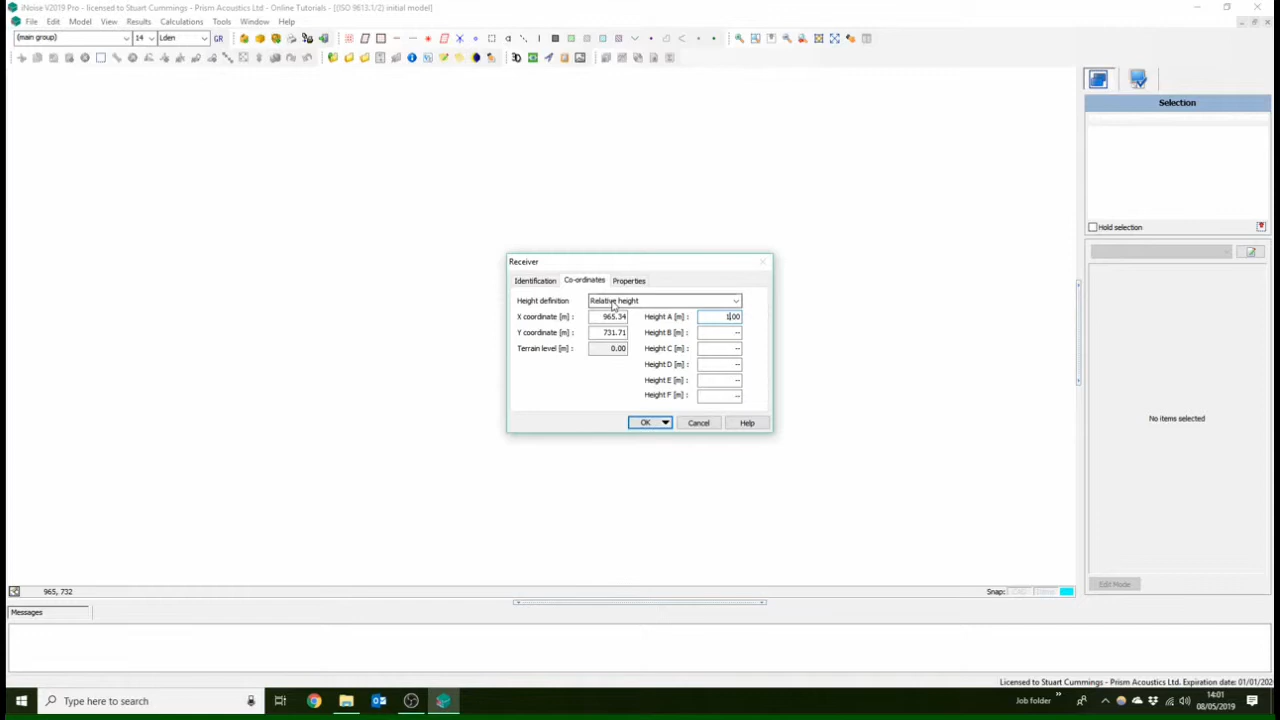 iNoise V2019 Pro - licensed to Stuart Cummings - Prism Acoustics Ltd - Online Tutorials - [(ISO 9613.1/2) initial model]
File Edit Model View Results Calculations Tools Window Help
(main group) 14 Lden GR
3D
Selection
Hold selection
Receiver
Identification Co-ordinates Properties
Height definition Relative height
X coordinate [m] : 965.34 Height A [m] : 1.00
Y coordinate [m] : 731.71 Height B [m] : --
Terrain level [m] : 0.00 Height C [m] : --
Height D [m] : --
Height E [m] : --
Height F [m] : --
OK Cancel Help
No items selected
Edit Mode
965, 732 Snap:
Messages
Licensed to Stuart Cummings - Prism Acoustics Ltd. Expiration date: 01/01/202
Type here to search
Job folder
14:01
08/05/2019